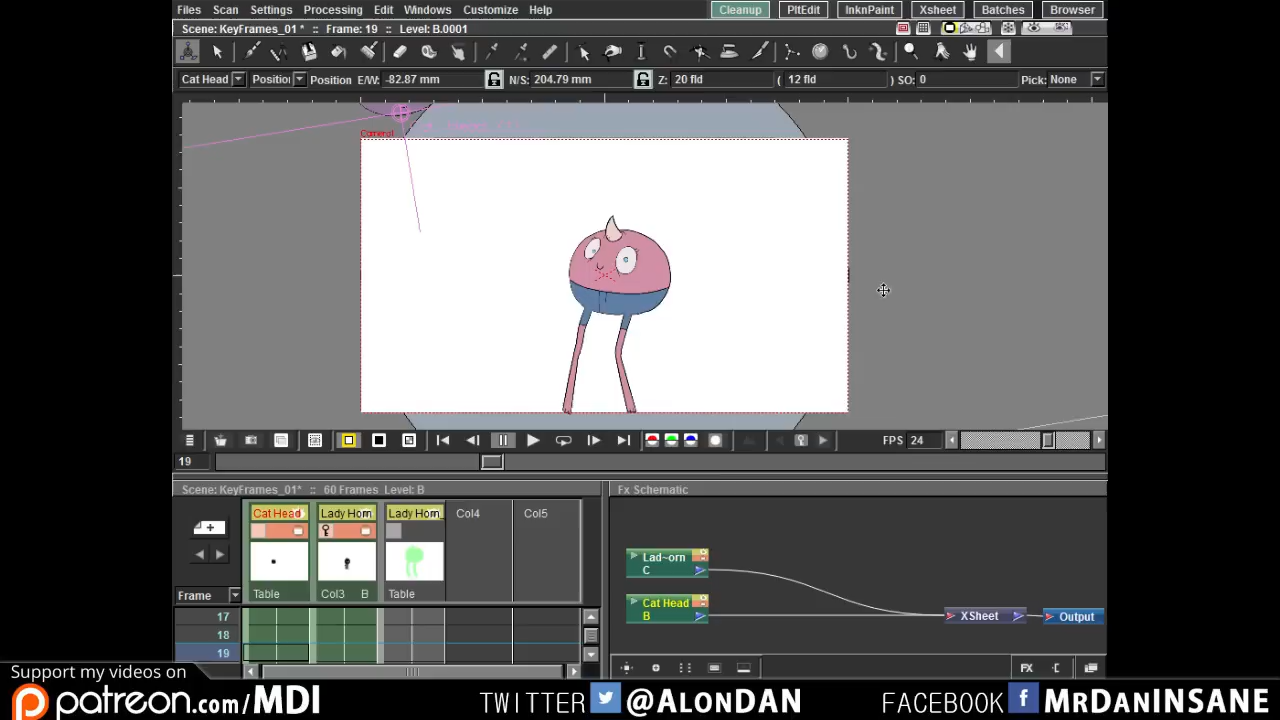 Files Scan Settings Processing Edit Windows Customize Help Cleanup PltEdit InknPaint Xsheet Batches Browser
Scene: KeyFrames_01 * :: Frame: 19 :: Level: B.0001
Cat Head Position Position E/W: -82.87 mm N/S: 204.79 mm Z: 20 fld ( 12 fld ) SO: 0 Pick: None
Camera1
FPS 24
19
Scene: KeyFrames_01* :: 60 Frames Level: B
Fx Schematic
Cat Head Lady Horn Lady Horn_ Col4 Col5
Lad~orn
C
Frame Table Col3 B Table
Cat Head
B
XSheet Output
17
18
19
FX
Support my videos on
patreon.com/MDI TWITTER @ALONDAN FACEBOOK MRDANINSANE